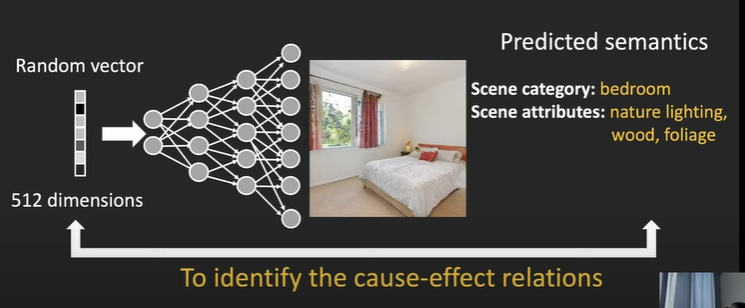 Random vector
512 dimensions
Predicted semantics
Scene category: bedroom
Scene attributes: nature lighting,
wood, foliage
To identify the cause-effect relations